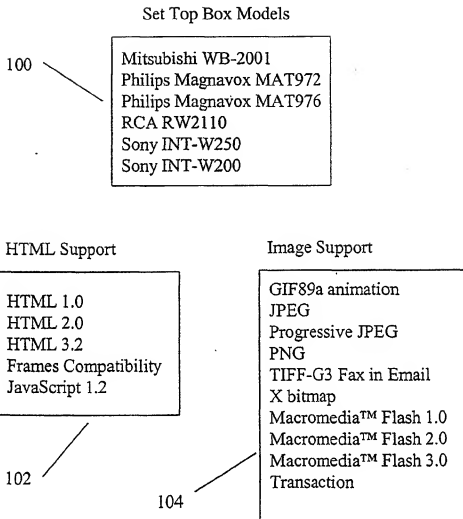 Set Top Box Models
100
Mitsubishi WB-2001
Philips Magnavox MAT972
Philips Magnavox MAT976
RCA RW2110
Sony INT-W250
Sony INT-W200
HTML Support
HTML 1.0
HTML 2.0
HTML 3.2
Frames Compatibility
JavaScript 1.2
102
Image Support
GIF89a animation
JPEG
Progressive JPEG
PNG
TIFF-G3 Fax in Email
X bitmap
Macromedia™ Flash 1.0
Macromedia™ Flash 2.0
Macromedia™ Flash 3.0
Transaction
104